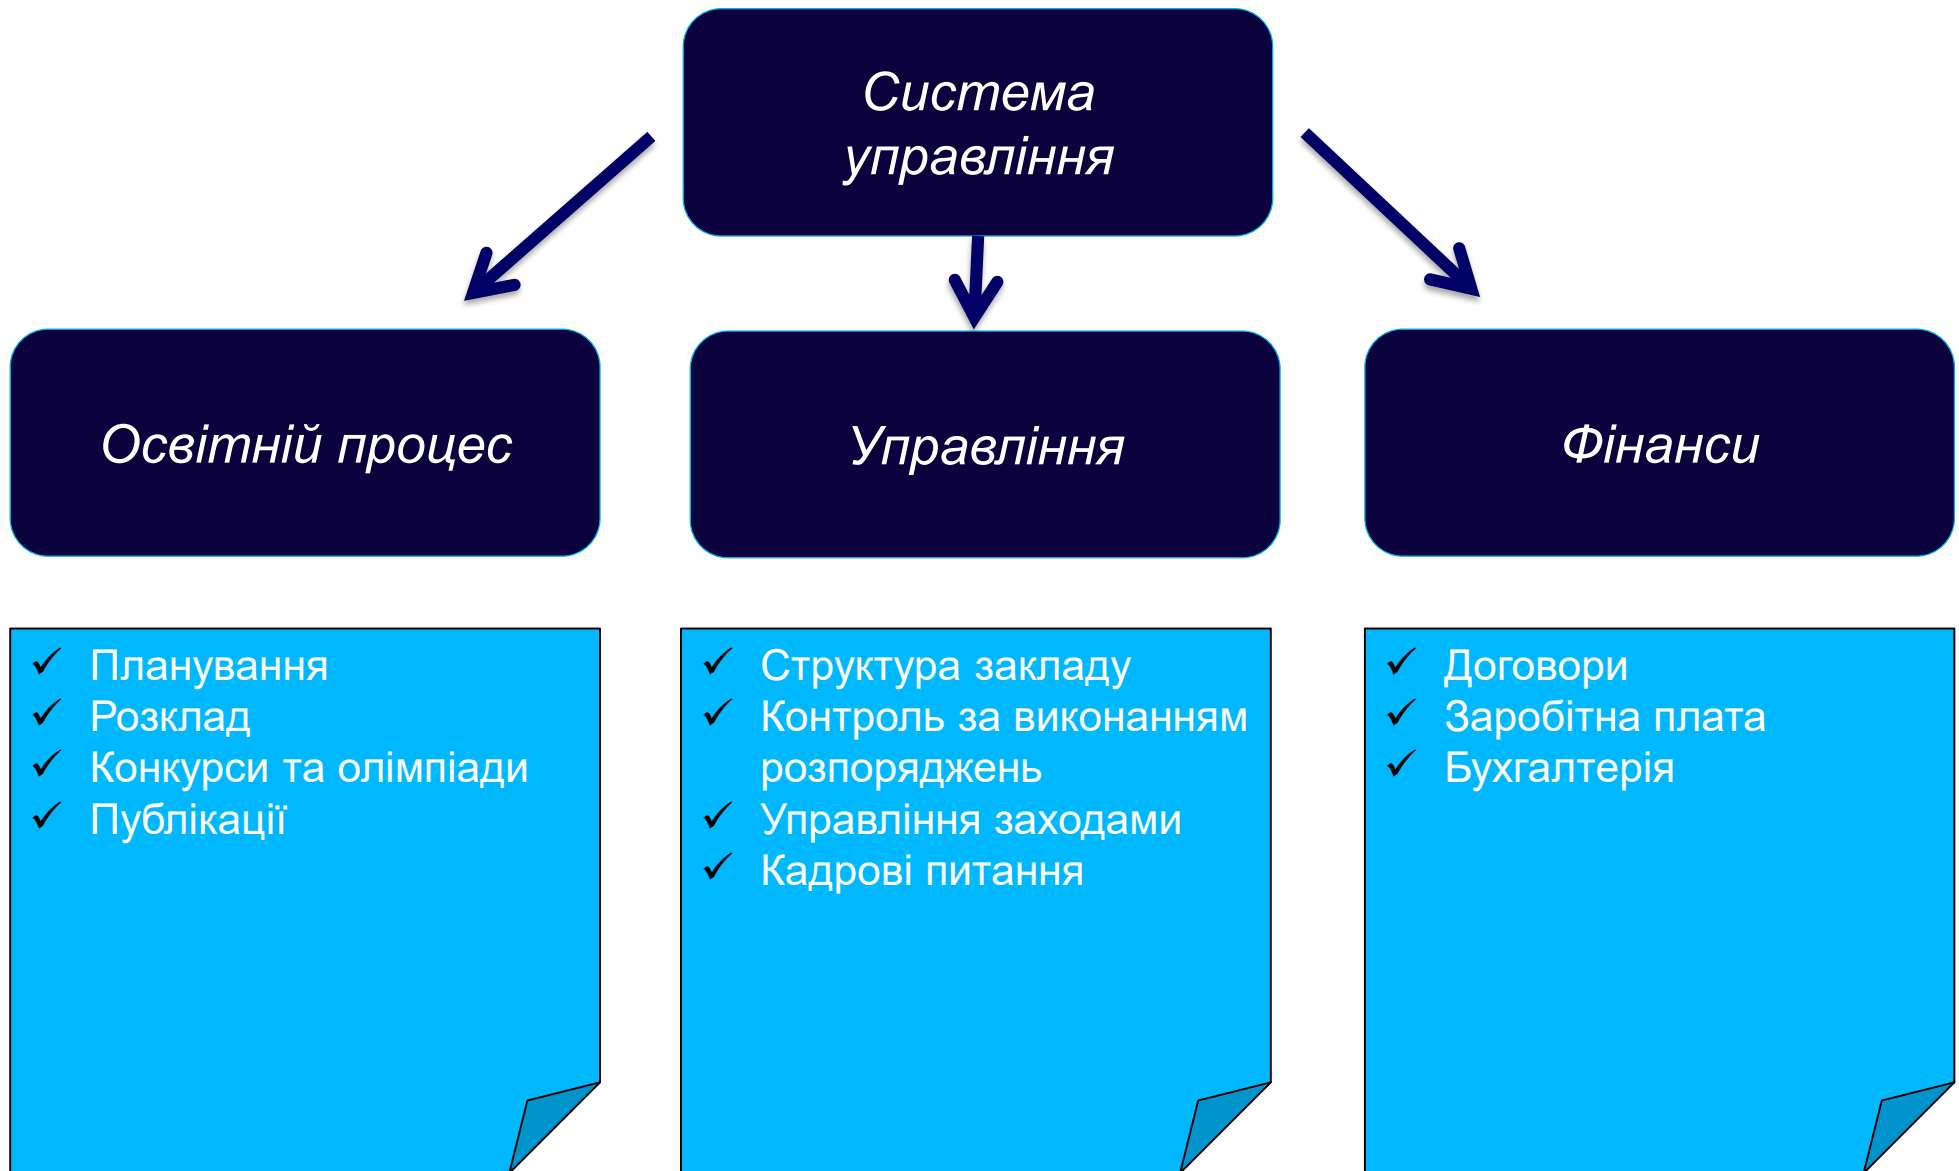 Система
управління
Освітній процес
Управління
Фінанси
Планування
Розклад
Конкурси та олімпіади
Публікації
Структура закладу
Контроль за виконанням
розпоряджень
Управління заходами
Кадрові питання
Договори
Заробітна плата
Бухгалтерія